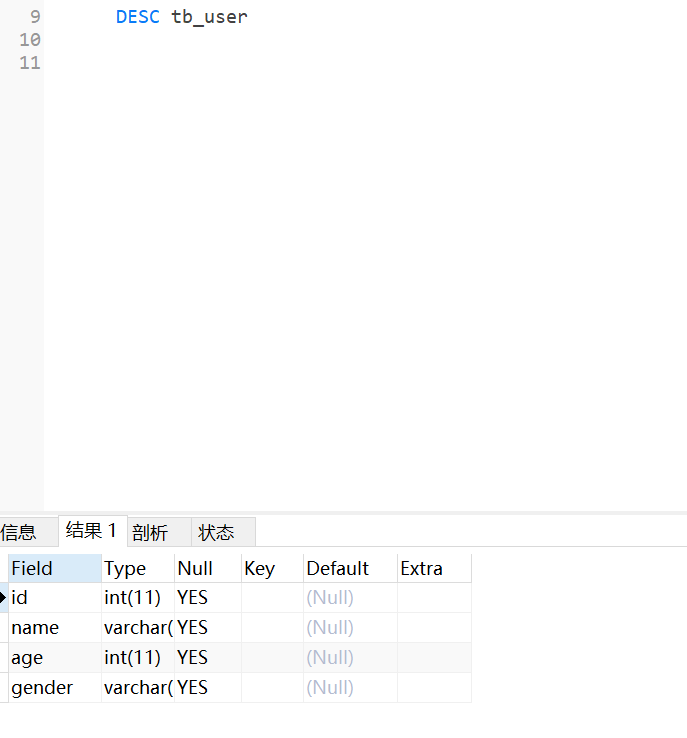 9 DESC tb_user
10
11
信息 结果 1 剖析 状态
Field Type Null Key Default Extra
id int(11) YES (Null)
name varchar( YES (Null)
age int(11) YES (Null)
gender varchar( YES (Null)